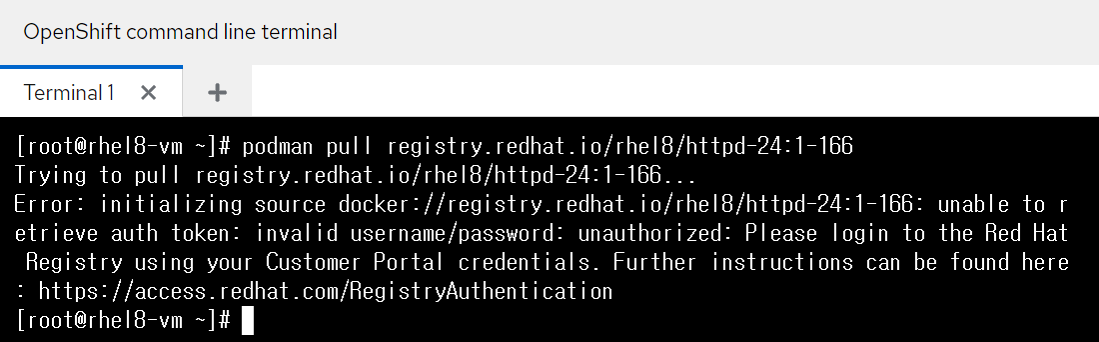 OpenShift command line terminal
Terminal 1 × +
[root@rhel8-vm ~]# podman pull registry.redhat.io/rhel8/httpd-24:1-166
Trying to pull registry.redhat.io/rhel8/httpd-24:1-166...
Error: initializing source docker://registry.redhat.io/rhel8/httpd-24:1-166: unable to r
etrieve auth token: invalid username/password: unauthorized: Please login to the Red Hat
 Registry using your Customer Portal credentials. Further instructions can be found here
: https://access.redhat.com/RegistryAuthentication
[root@rhel8-vm ~]#